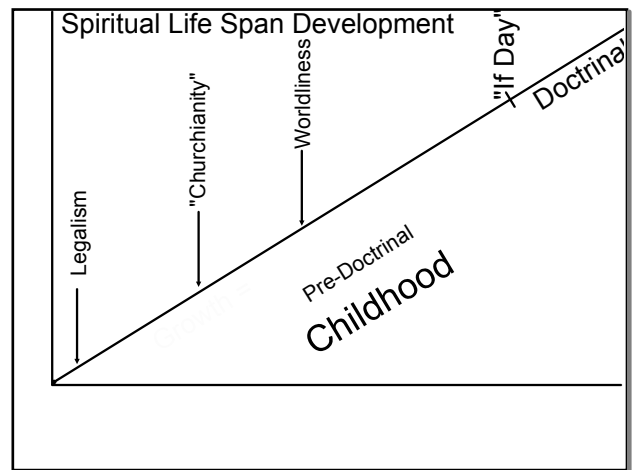 Spiritual Life Span Development
Legalism
"Churchianity"
Worldliness
"If Day"
Doctrinal
Growth =
Pre-Doctrinal
Childhood